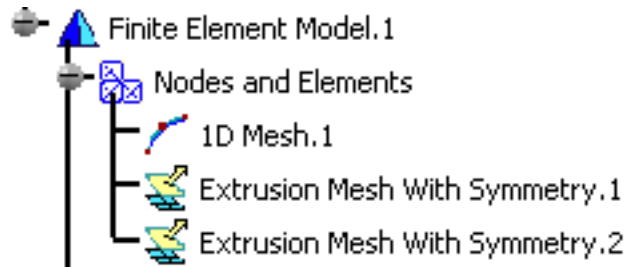 Finite Element Model.1
Nodes and Elements
1D Mesh.1
Extrusion Mesh With Symmetry.1
Extrusion Mesh With Symmetry.2